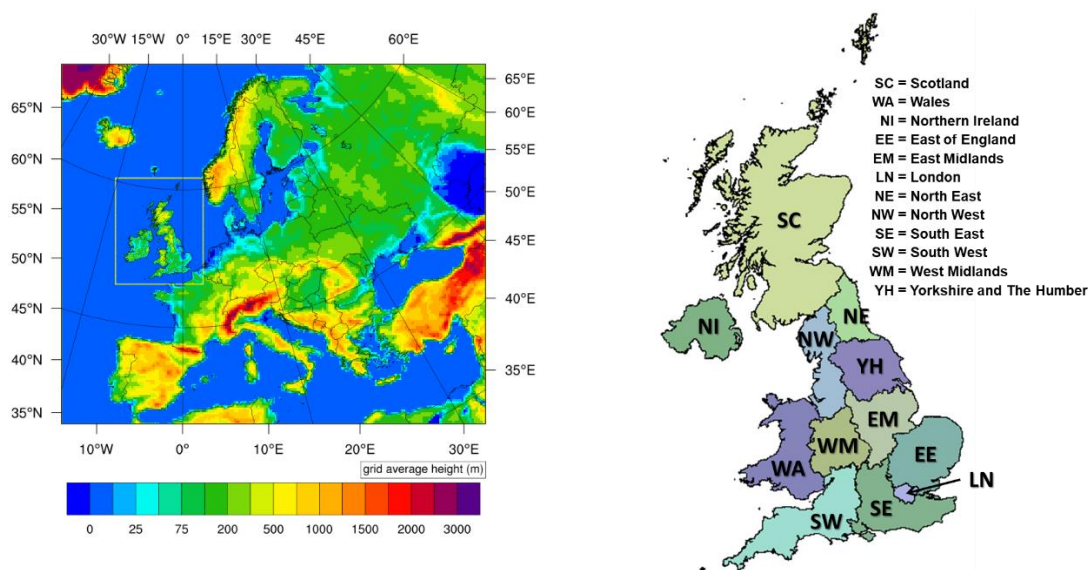 30°W 15°W 0° 15°E 30°E 45°E 60°E
65°N
60°N
55°N
50°N
45°N
40°N
35°N
65°E
60°E
55°E
50°E
45°E
40°E
35°E
10°W 0° 10°E 20°E 30°E
grid average height (m)
0 25 75 200 500 1000 1500 2000 3000
SC = Scotland
WA = Wales
NI = Northern Ireland
EE = East of England
EM = East Midlands
LN = London
NE = North East
NW = North West
SE = South East
SW = South West
WM = West Midlands
YH = Yorkshire and The Humber
SC
NI
NE
NW
YH
EM
WM
EE
WA
LN
SE
SW